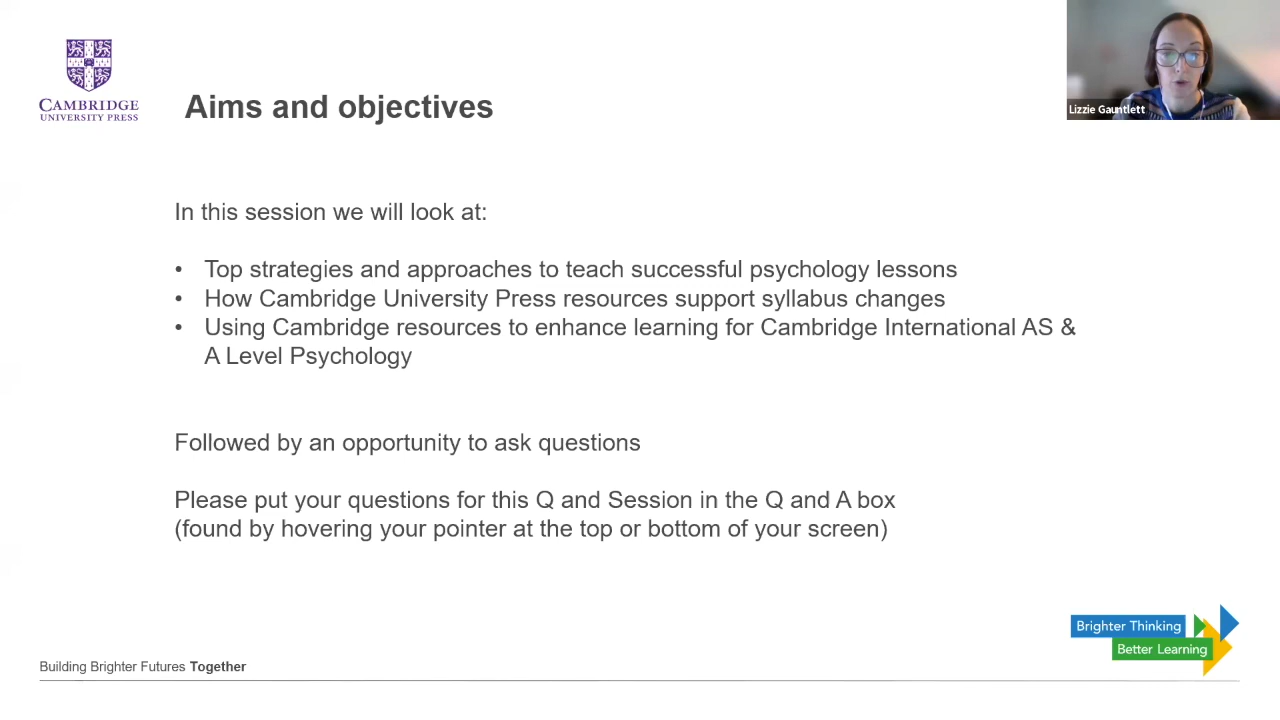 CAMBRIDGE
UNIVERSITY PRESS
Aims and objectives
Lizzie Gauntlett
In this session we will look at:
• Top strategies and approaches to teach successful psychology lessons
• How Cambridge University Press resources support syllabus changes
• Using Cambridge resources to enhance learning for Cambridge International AS &
A Level Psychology
Followed by an opportunity to ask questions
Please put your questions for this Q and Session in the Q and A box
(found by hovering your pointer at the top or bottom of your screen)
Brighter Thinking
Better Learning
Building Brighter Futures Together